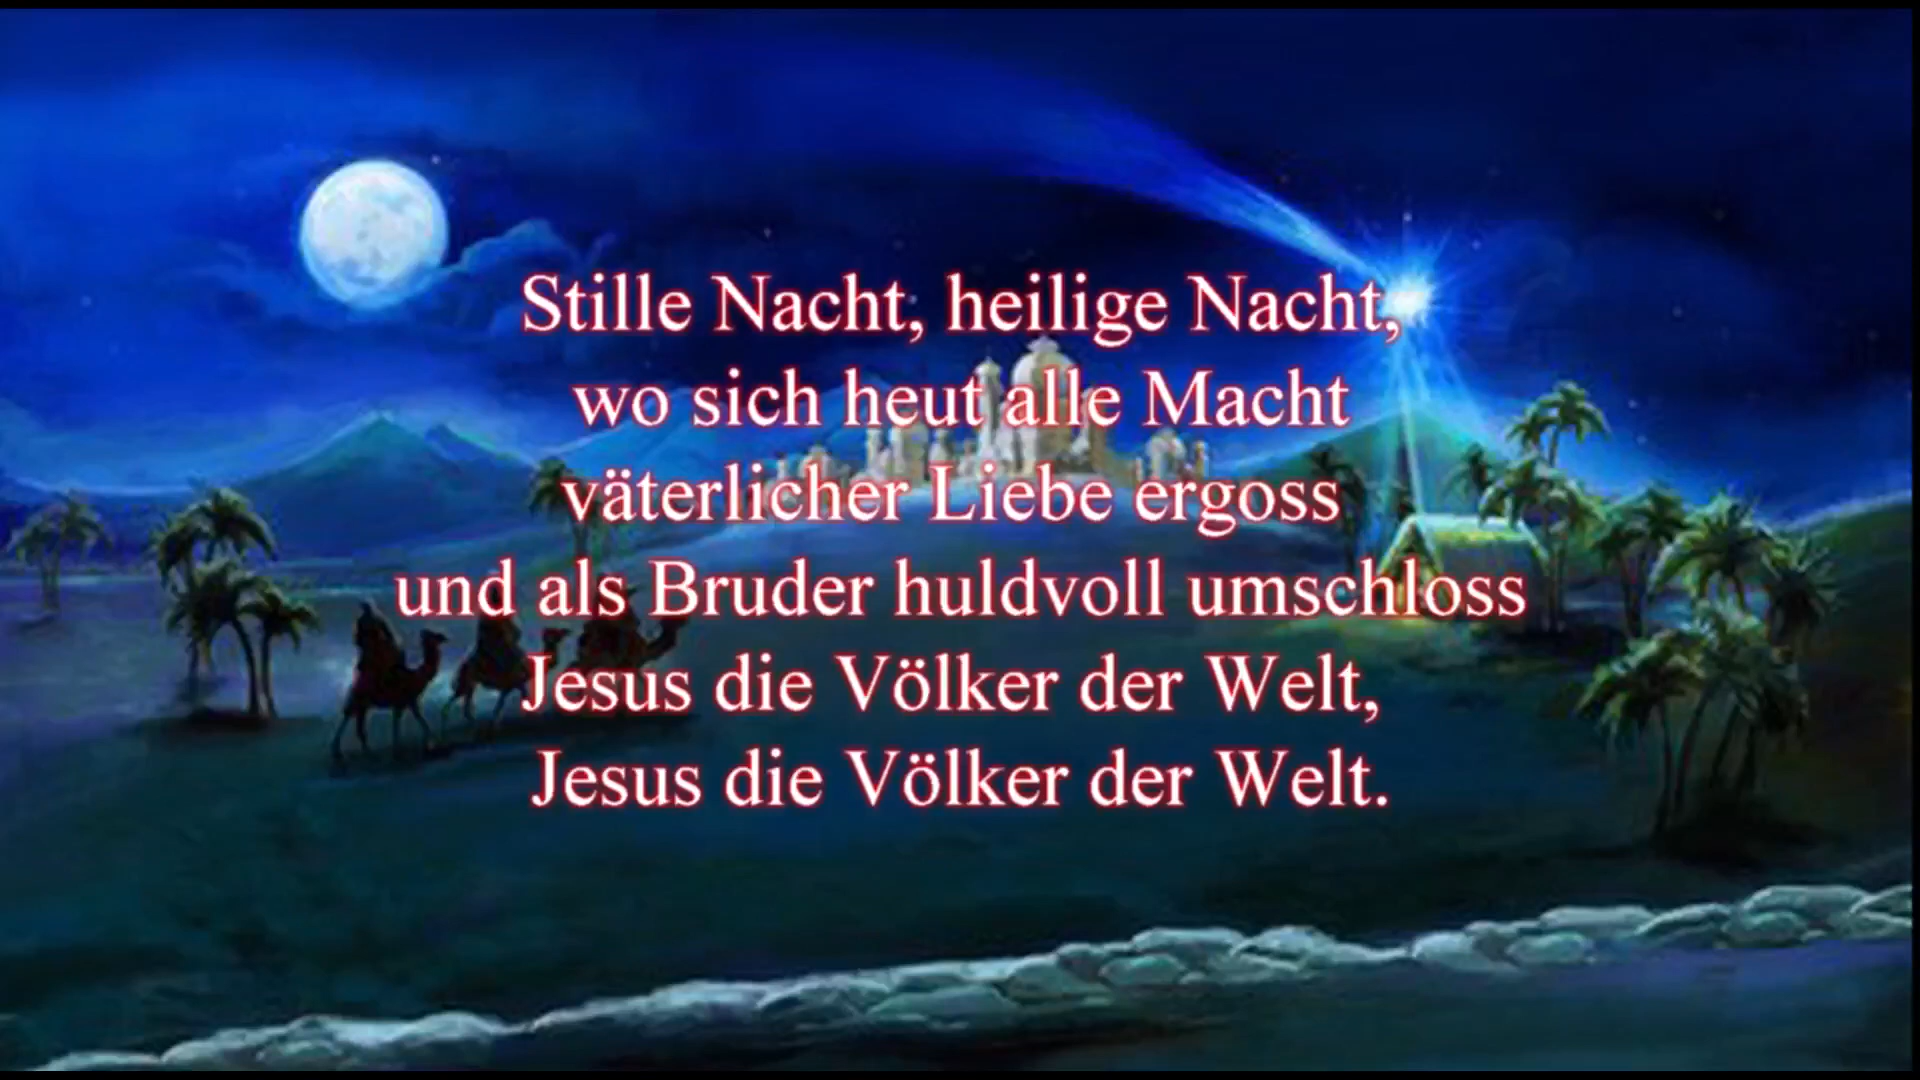 Stille Nacht, heilige Nacht,
wo sich heut alle Macht
väterlicher Liebe ergoss
und als Bruder huldvoll umschloss
Jesus die Völker der Welt,
Jesus die Völker der Welt.